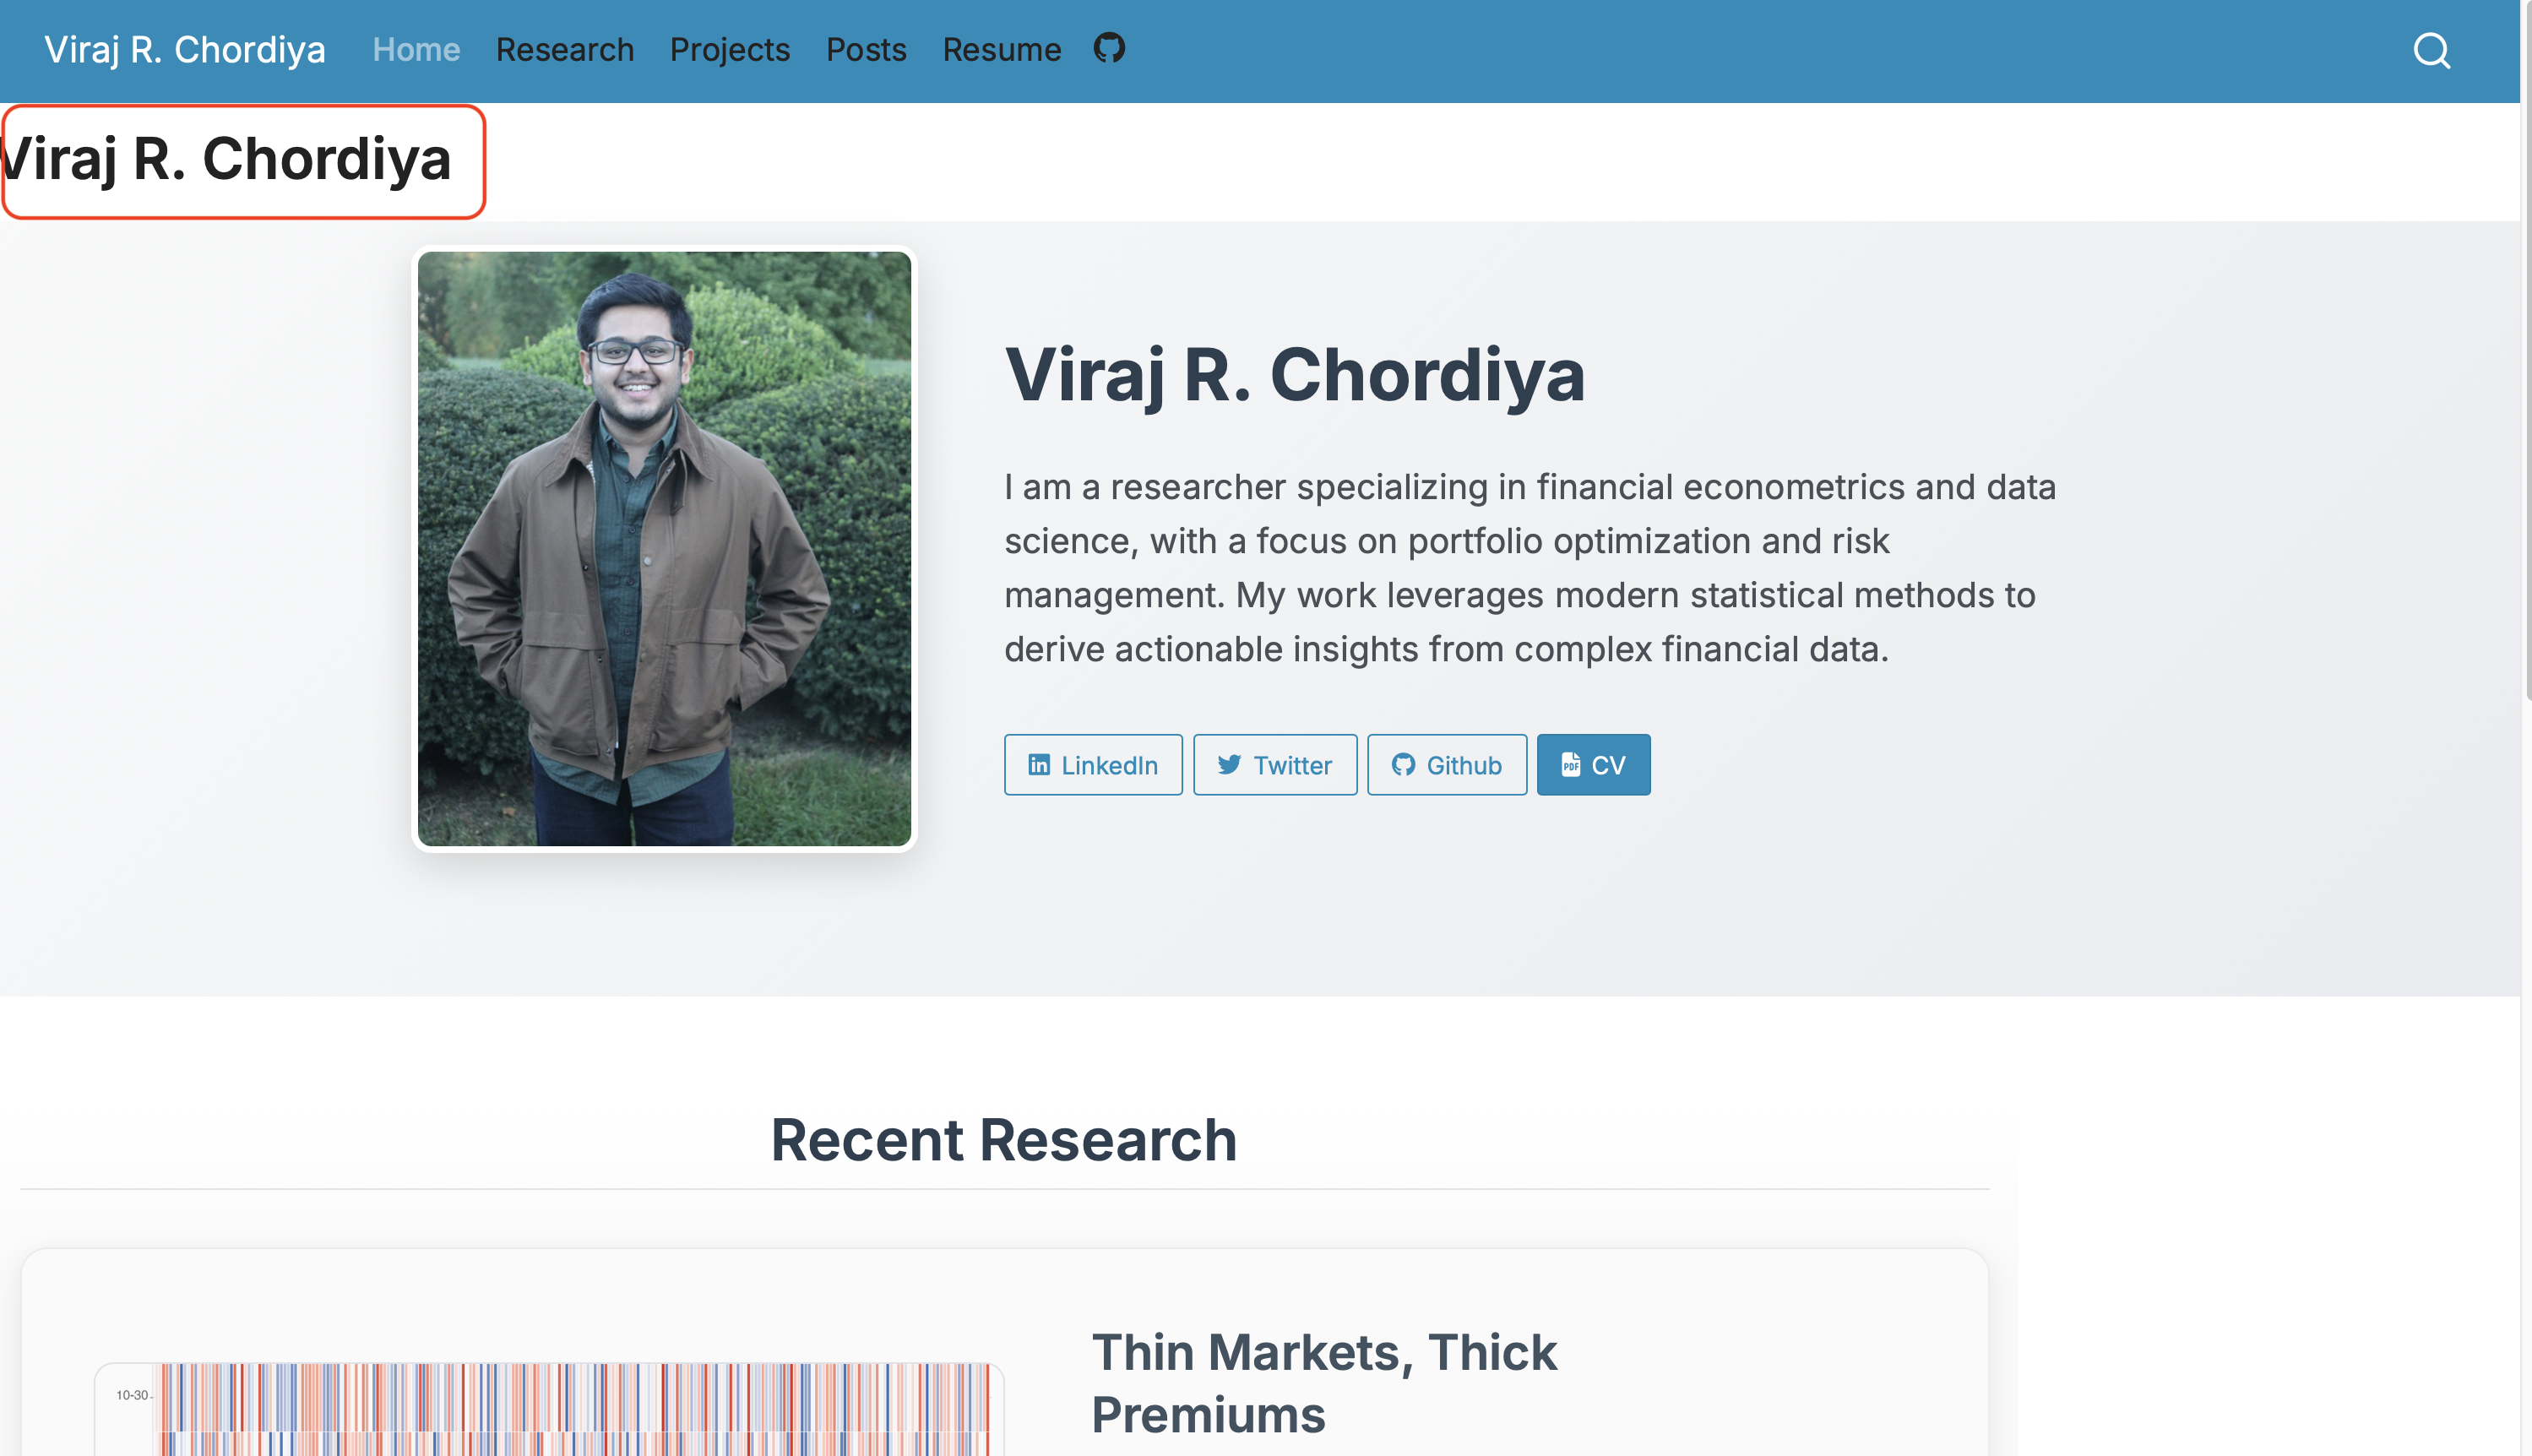 Viraj R. Chordiya Home Research Projects Posts Resume
Viraj R. Chordiya
Viraj R. Chordiya
I am a researcher specializing in financial econometrics and data
science, with a focus on portfolio optimization and risk
management. My work leverages modern statistical methods to
derive actionable insights from complex financial data.
LinkedIn Twitter Github PDF CV
Recent Research
Thin Markets, Thick
Premiums
10-30